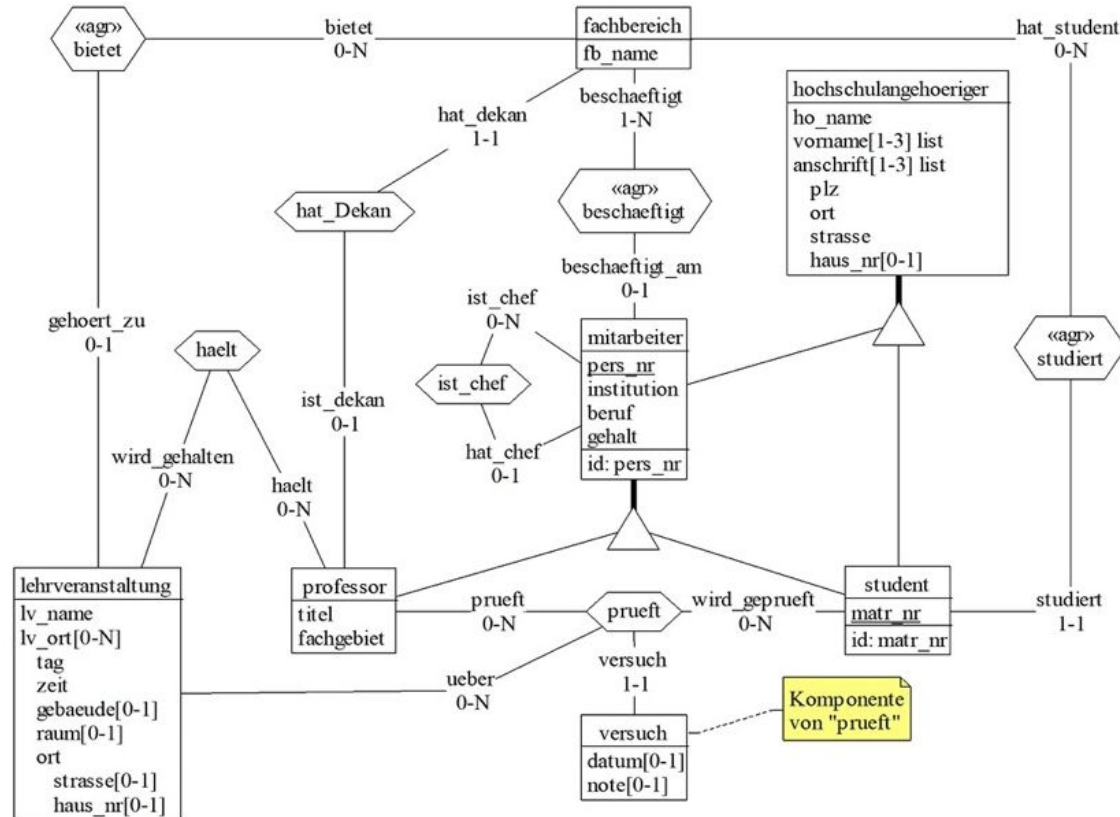 «agr»
bietet
bietet
0-N
fachbereich
fb_name
hat_student
0-N
hat_dekan
1-1
beschaeftigt
1-N
hochschulangehoeriger
ho_name
vorname[1-3] list
anschrift[1-3] list
plz
ort
strasse
haus_nr[0-1]
hat_Dekan
«agr»
beschaeftigt
beschaeftigt_am
0-1
gehoert_zu
0-1
haelt
ist_chef
0-N
ist_chef
hat_chef
0-1
mitarbeiter
pers_nr
institution
beruf
gehalt
id: pers_nr
«agr»
studiert
ist_dekan
0-1
wird_gehalten
0-N
haelt
0-N
lehrveranstaltung
lv_name
lv_ort[0-N]
tag
zeit
gebaeude[0-1]
raum[0-1]
ort
strasse[0-1]
haus_nr[0-1]
professor
titel
fachgebiet
prueft
0-N
prueft
wird_geprueft
0-N
student
matr_nr
id: matr_nr
studiert
1-1
ueber
0-N
versuch
1-1
versuch
datum[0-1]
note[0-1]
Komponente
von "prueft"